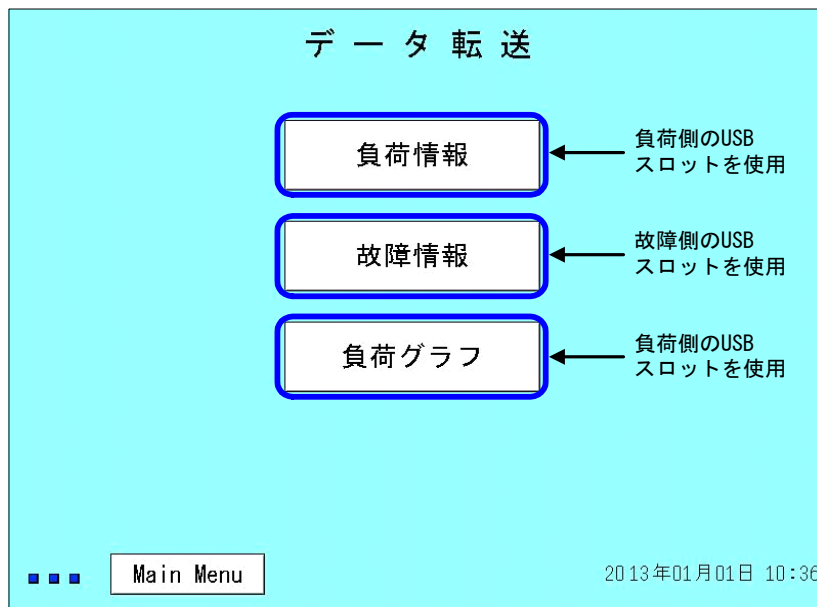 データ転送
負荷情報
負荷側のUSB
スロットを使用
故障情報
故障側のUSB
スロットを使用
負荷グラフ
負荷側のUSB
スロットを使用
Main Menu
2013年01月01日 10:36